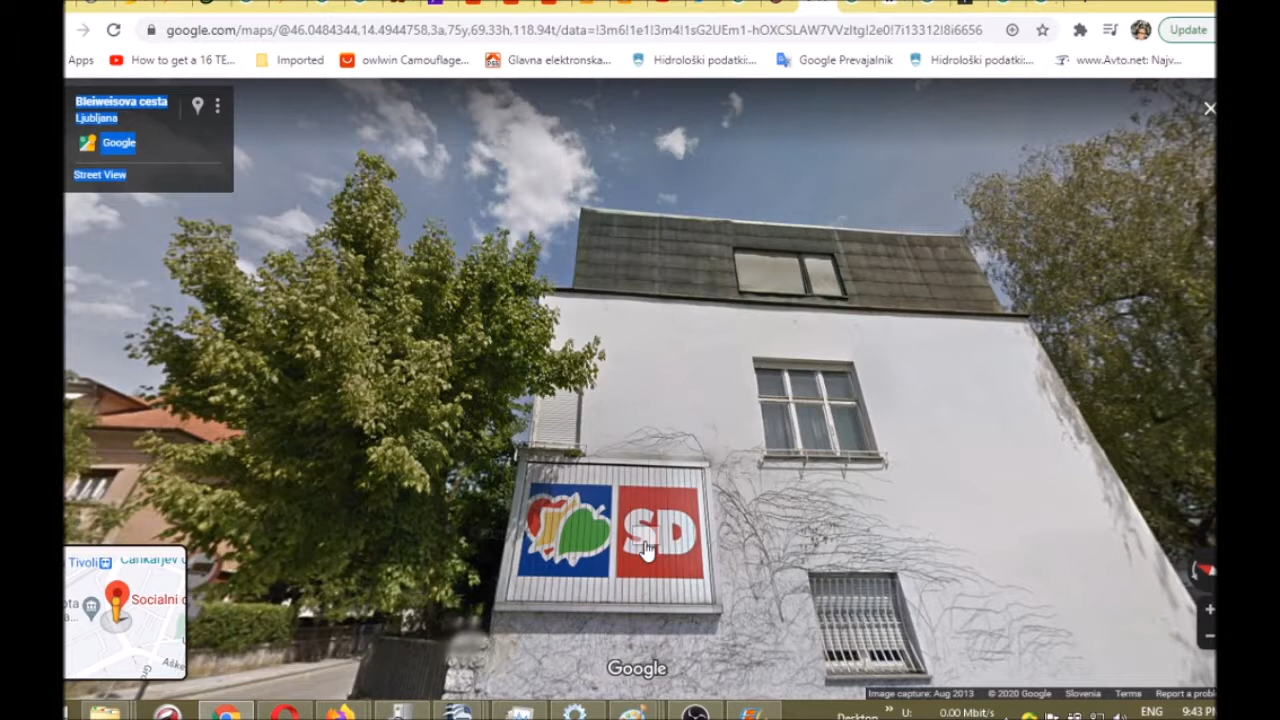 google.com/maps/@46.0484344,14.4944758,3a,75y,69.33h,118.94t/data=!3m6!1e1!3m4!1sG2UEm1-hOXCSLAW7VVzItg!2e0!7i13312!8i6656
Update
Apps
How to get a 16 TE...
Imported
owlwin Camouflage...
Glavna elektronska...
Hidrološki podatki:...
Google Prevajalnik
Hidrološki podatki:...
www.Avto.net: Najv...
Bleiweisova cesta
Ljubljana
Google
Street View
SD
Tivoli
Cankarjev
Socialni
Google
Image capture: Aug 2013
© 2020 Google
Slovenia
Terms
Report a probl
Desktop
»
U:
0.00 Mbit/s
ENG
9:43 PM